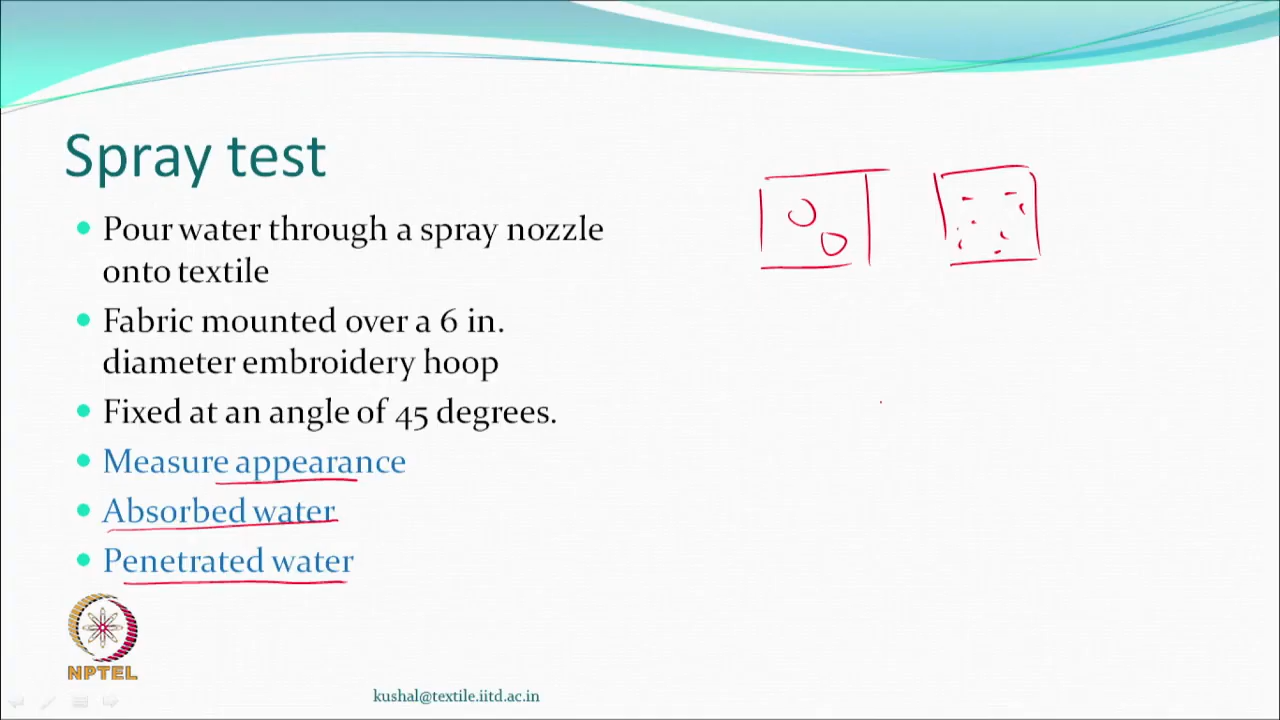 Spray test
Pour water through a spray nozzle
onto textile
Fabric mounted over a 6 in.
diameter embroidery hoop
Fixed at an angle of 45 degrees.
Measure appearance
Absorbed water
Penetrated water
NPTEL
kushal@textile.iitd.ac.in